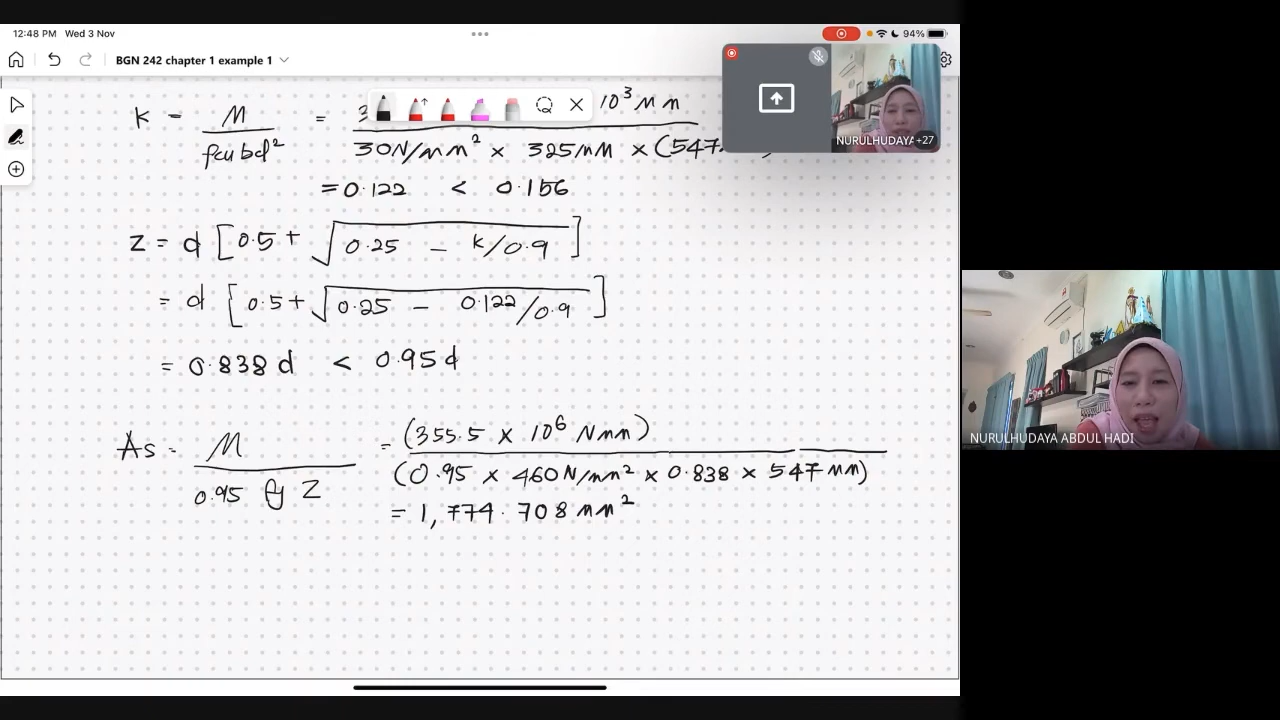 12:48 PM Wed 3 Nov
94%
BGN 242 chapter 1 example 1
NURULHUDAYA +27
K = M / fcu bd² = 10³ Mm / 30N/mm² × 325mm × (547
= 0.122 < 0.156
Z = d [0.5 + √0.25 - K/0.9]
= d [0.5 + √0.25 - 0.122/0.9]
= 0.838 d < 0.95 d
As = M / 0.95 fy Z = (355.5 × 10⁶ Nmm) / (0.95 × 460N/mm² × 0.838 × 547 mm)
= 1,774.708 mm²
NURULHUDAYA ABDUL HADI